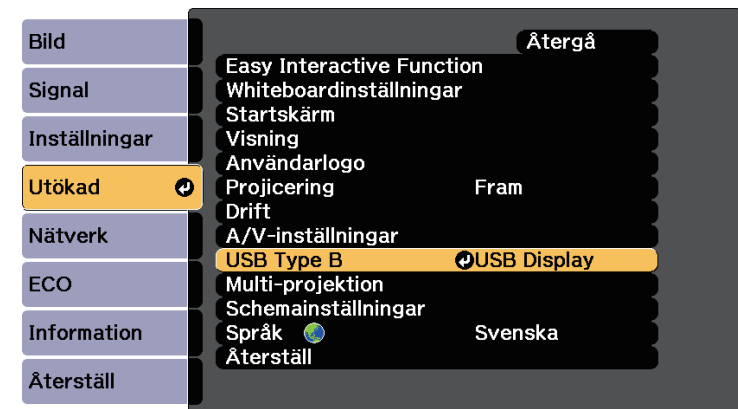 Bild
Signal
Inställningar
Utökad
Nätverk
ECO
Information
Återställ
Återgå
Easy Interactive Function
Whiteboardinställningar
Startskärm
Visning
Användarlogo
Projicering Fram
Drift
A/V-inställningar
USB Type B USB Display
Multi-projektion
Schemainställningar
Språk Svenska
Återställ